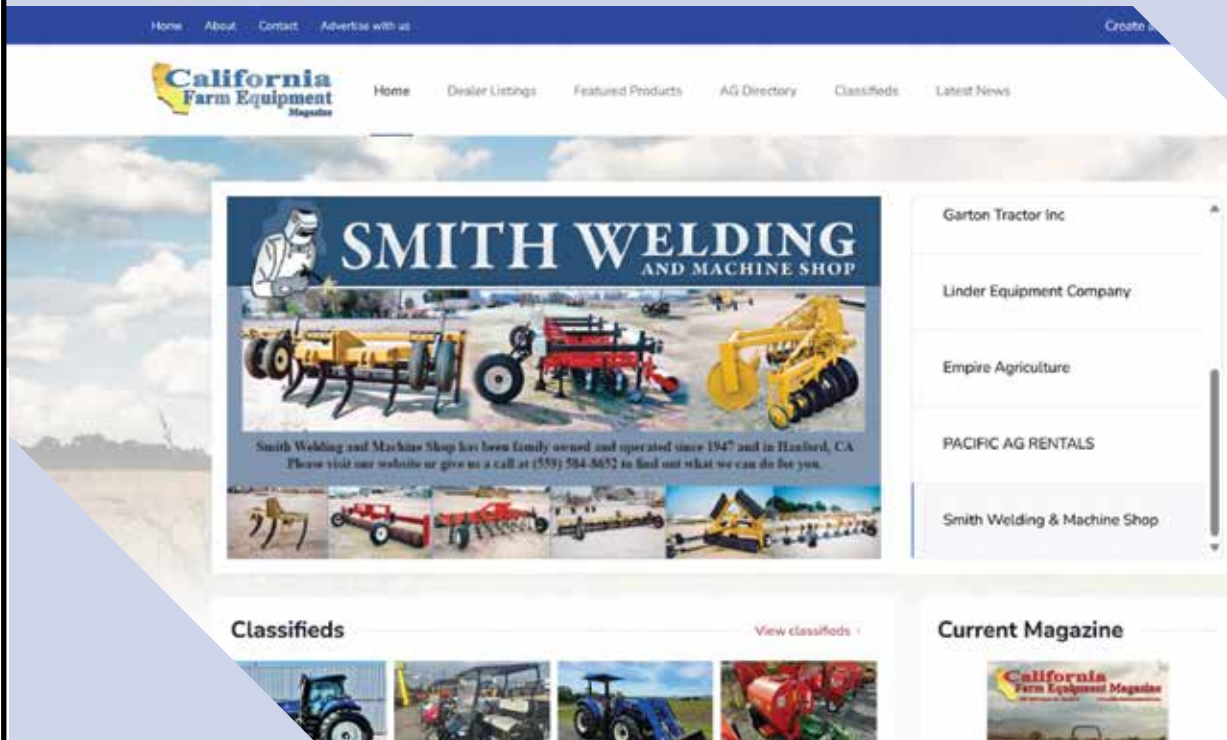 Home About Contact Advertise with us
Create a
California
Farm Equipment
Magazine
Home Dealer Listings Featured Products AG Directory Classifieds Latest News
SMITH WELDING
AND MACHINE SHOP
Smith Welding and Machine Shop has been family owned and operated since 1947 and in Hanford, CA
Please visit our website or give us a call at (559) 584-8652 to find out what we can do for you.
Garton Tractor Inc
Linder Equipment Company
Empire Agriculture
PACIFIC AG RENTALS
Smith Welding & Machine Shop
Classifieds
View classifieds ›
Current Magazine
California
Farm Equipment Magazine